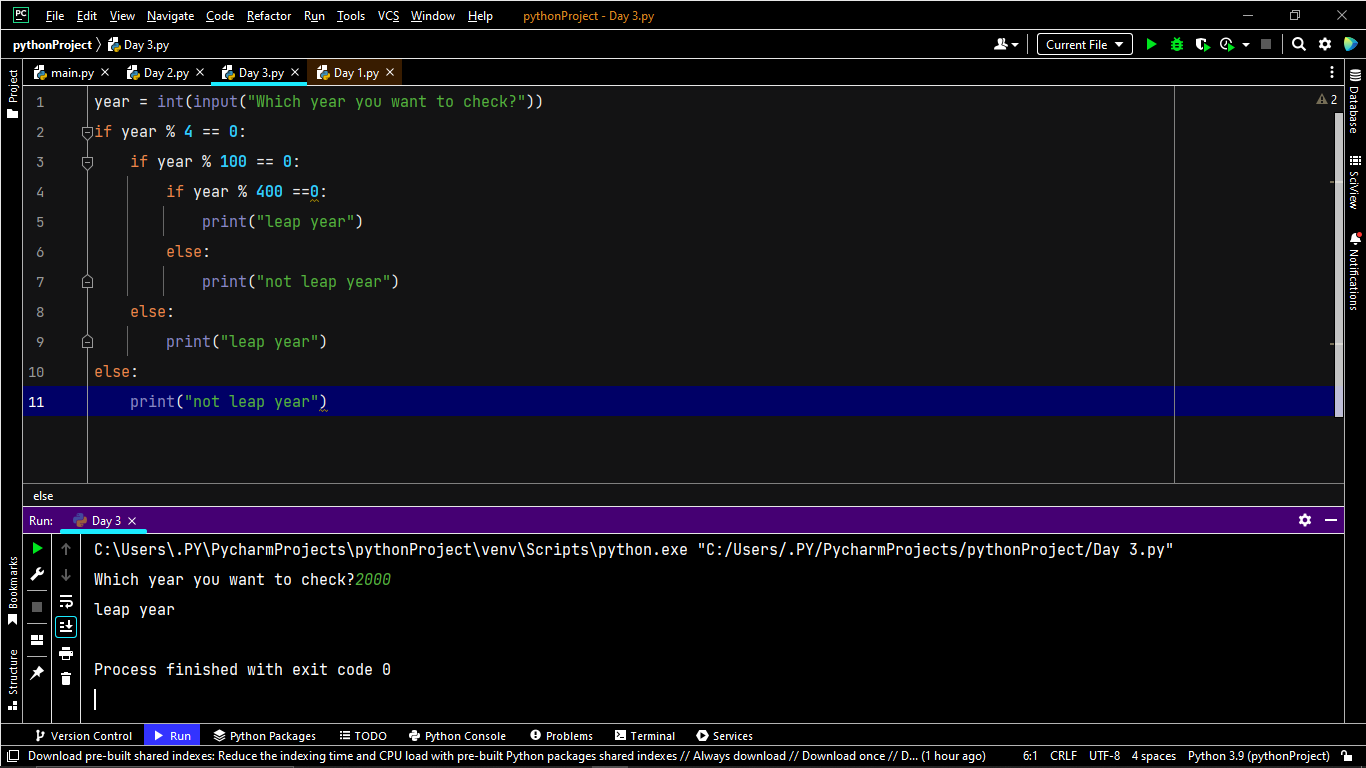 PC File Edit View Navigate Code Refactor Run Tools VCS Window Help pythonProject - Day 3.py
pythonProject Day 3.py Current File
Project
main.py Day 2.py Day 3.py Day 1.py
1 year = int(input("Which year you want to check?"))
2 if year % 4 == 0:
3     if year % 100 == 0:
4         if year % 400 ==0:
5             print("leap year")
6         else:
7             print("not leap year")
8     else:
9         print("leap year")
10 else:
11     print("not leap year")
2
Database
SciView
Notifications
else
Run: Day 3
C:\Users\.PY\PycharmProjects\pythonProject\venv\Scripts\python.exe "C:/Users/.PY/PycharmProjects/pythonProject/Day 3.py"
Which year you want to check?2000
leap year
Process finished with exit code 0
Bookmarks
Structure
Version Control Run Python Packages TODO Python Console Problems Terminal Services
Download pre-built shared indexes: Reduce the indexing time and CPU load with pre-built Python packages shared indexes // Always download // Download once // D... (1 hour ago) 6:1 CRLF UTF-8 4 spaces Python 3.9 (pythonProject)